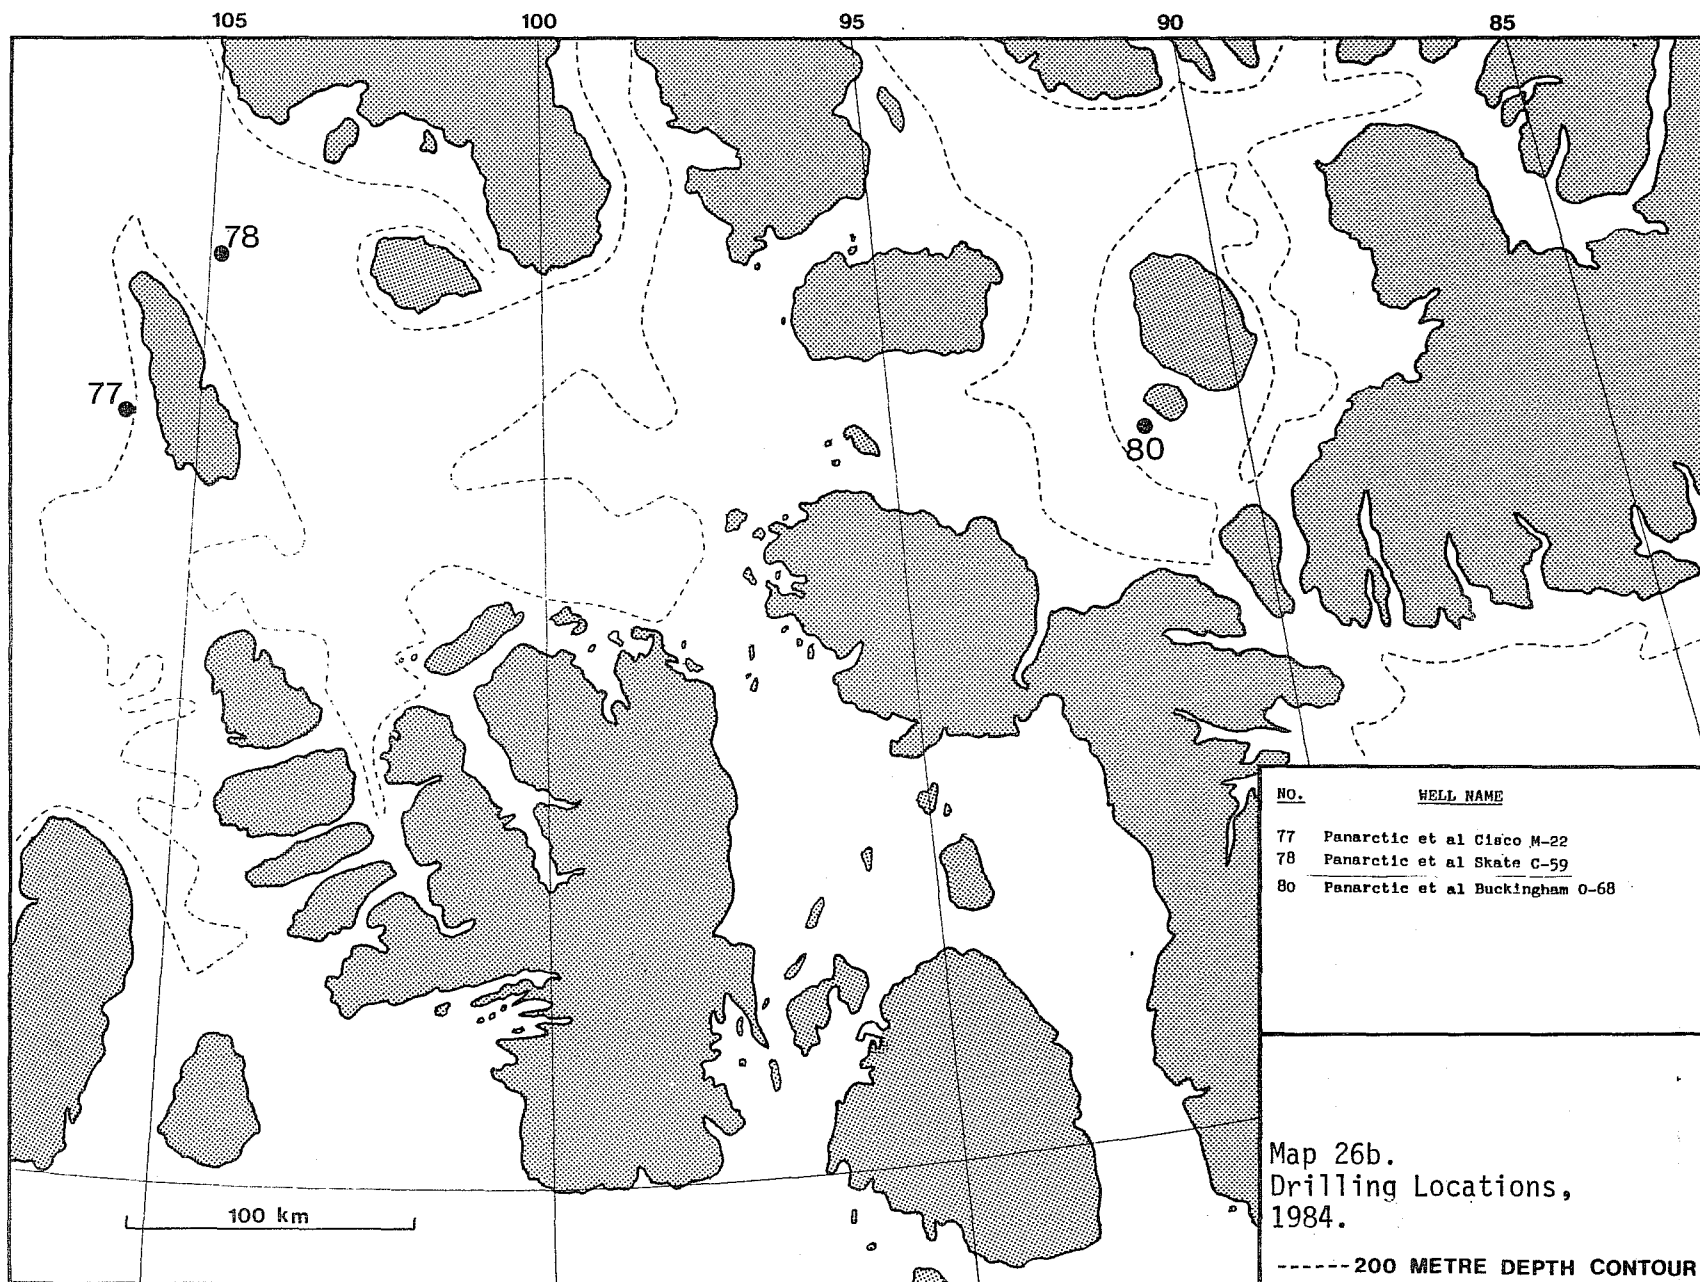 105 100 95 90 85
78
77
80
NO. WELL NAME
77 Panarctic et al Cisco M-22
78 Panarctic et al Skate C-59
80 Panarctic et al Buckingham O-68
Map 26b.
Drilling Locations,
1984.
100 km
------200 METRE DEPTH CONTOUR